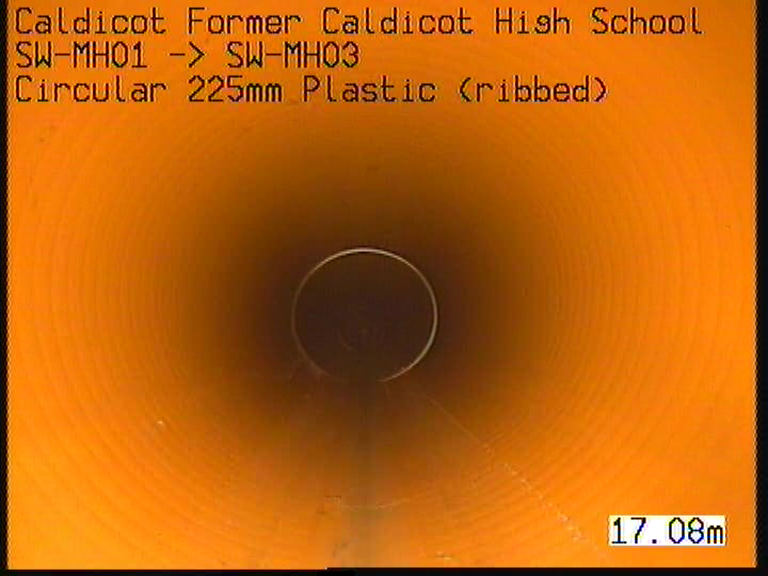 Caldicot Former Caldicot High School
SW-MH01 -> SW-MH03
Circular 225mm Plastic (ribbed)
17.08m